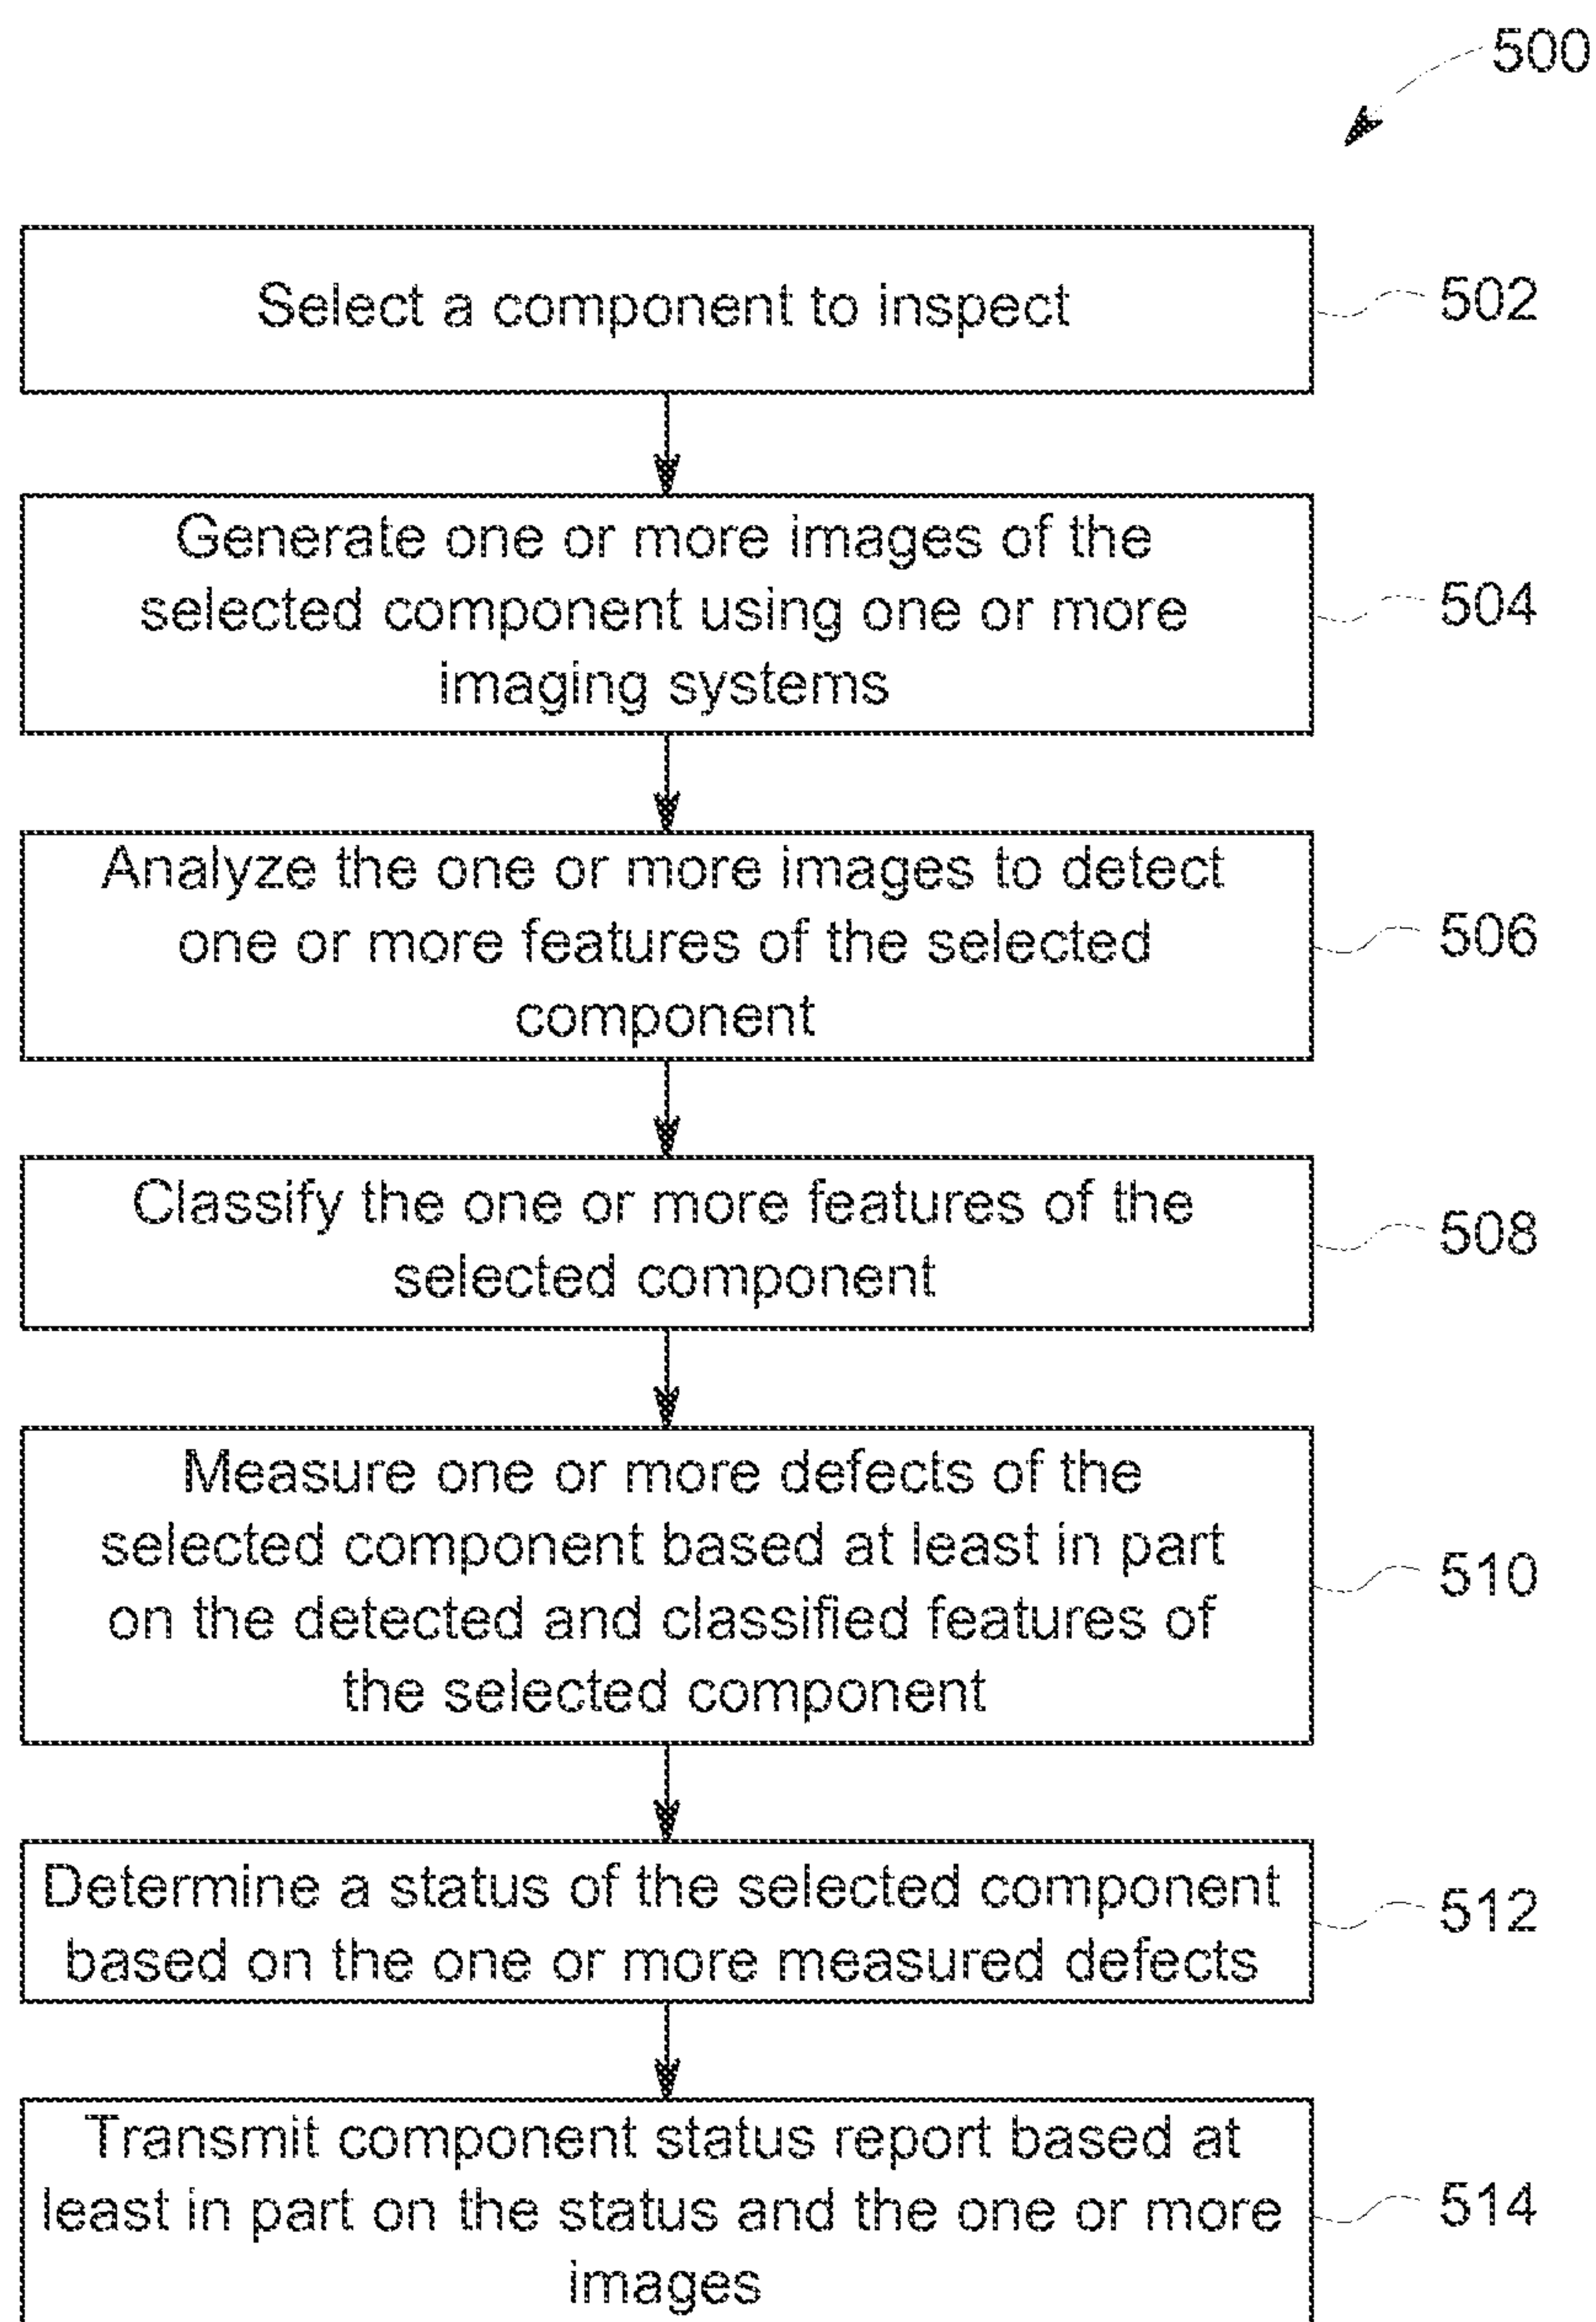 500
Select a component to inspect
502
Generate one or more images of the
selected component using one or more
imaging systems
504
Analyze the one or more images to detect
one or more features of the selected
component
506
Classify the one or more features of the
selected component
508
Measure one or more defects of the
selected component based at least in part
on the detected and classified features of
the selected component
510
Determine a status of the selected component
based on the one or more measured defects
512
Transmit component status report based at
least in part on the status and the one or more
images
514